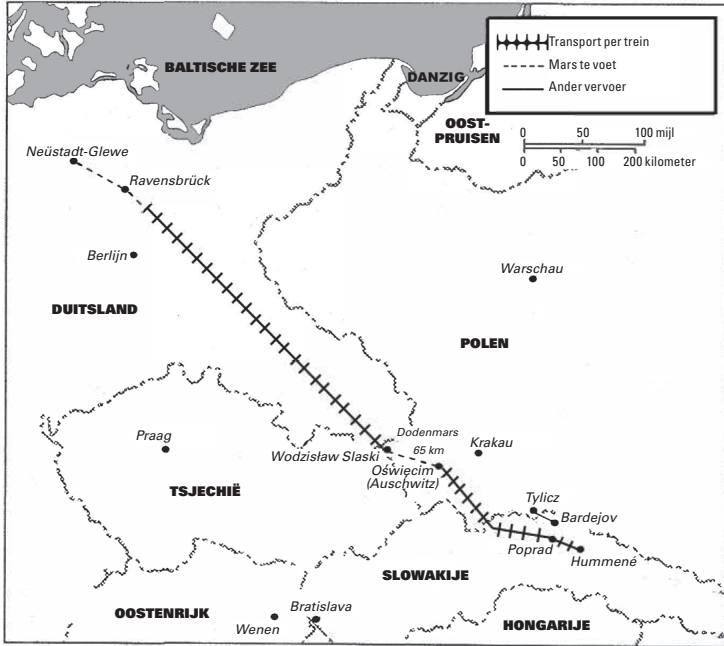 Transport per trein
Mars te voet
Ander vervoer
BALTISCHE ZEE
DANZIG
OOST-
PRUISEN
0 50 100 mijl
0 50 100 200 kilometer
Neüstadt-Glewe
Ravensbrück
Berlijn
Warschau
DUITSLAND
POLEN
Praag
Dodenmars
65 km
Krakau
Wodzisław Slaski
Oświęcim
(Auschwitz)
TSJECHIË
Tylicz
Bardejov
Poprad
Hummené
SLOWAKIJE
OOSTENRIJK
Bratislava
Wenen
HONGARIJE